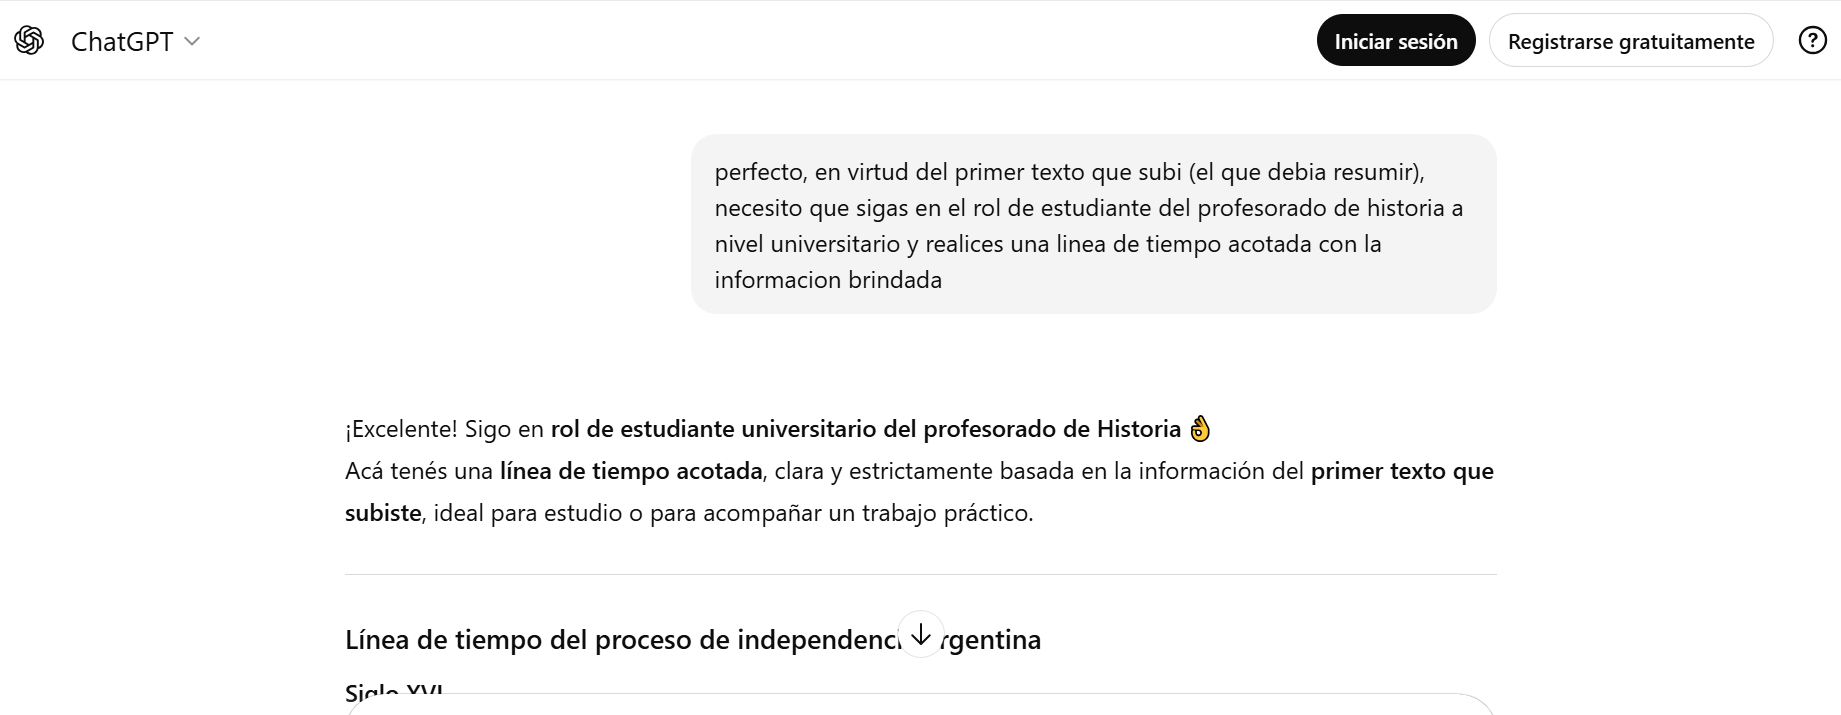 ChatGPT
Iniciar sesión
Registrarse gratuitamente
perfecto, en virtud del primer texto que subi (el que debia resumir),
necesito que sigas en el rol de estudiante del profesorado de historia a
nivel universitario y realices una linea de tiempo acotada con la
informacion brindada
¡Excelente! Sigo en rol de estudiante universitario del profesorado de Historia 👌
Acá tenés una línea de tiempo acotada, clara y estrictamente basada en la información del primer texto que
subiste, ideal para estudio o para acompañar un trabajo práctico.
Línea de tiempo del proceso de independencia argentina
Siglo XVI